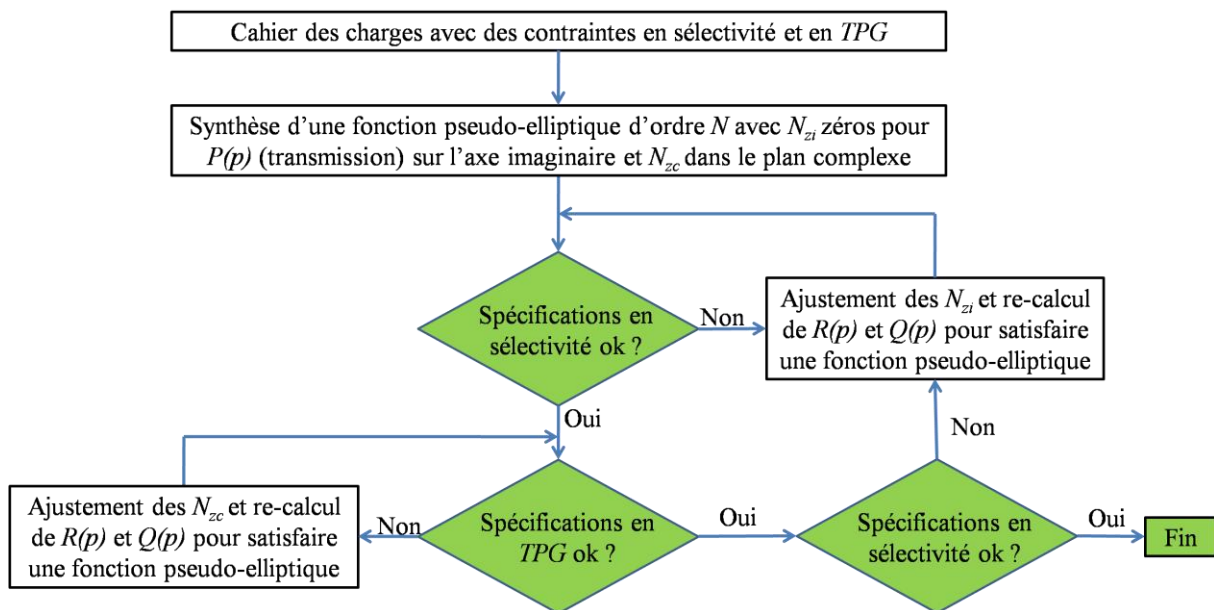 Cahier des charges avec des contraintes en sélectivité et en TPG
Synthèse d'une fonction pseudo-elliptique d'ordre N avec Nzi zéros pour
P(p) (transmission) sur l'axe imaginaire et Nzc dans le plan complexe
Spécifications en
sélectivité ok ?
Non
Ajustement des Nzi et re-calcul
de R(p) et Q(p) pour satisfaire
une fonction pseudo-elliptique
Oui
Non
Ajustement des Nzc et re-calcul
de R(p) et Q(p) pour satisfaire
une fonction pseudo-elliptique
Non
Spécifications en
TPG ok ?
Oui
Spécifications en
sélectivité ok ?
Oui
Fin